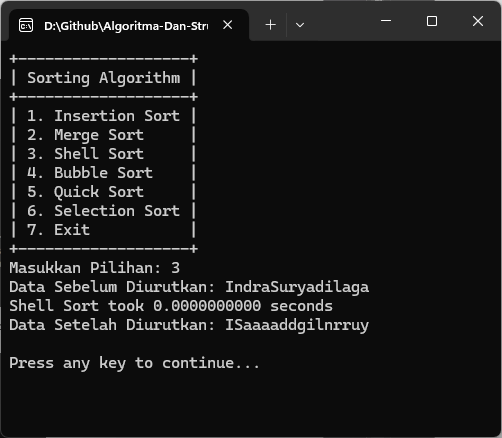 D:\Github\Algoritma-Dan-Str
+-------------------+
| Sorting Algorithm |
+-------------------+
| 1. Insertion Sort |
| 2. Merge Sort     |
| 3. Shell Sort     |
| 4. Bubble Sort    |
| 5. Quick Sort     |
| 6. Selection Sort |
| 7. Exit           |
+-------------------+
Masukkan Pilihan: 3
Data Sebelum Diurutkan: IndraSuryadilaga
Shell Sort took 0.0000000000 seconds
Data Setelah Diurutkan: ISaaaaddgilnrruy
Press any key to continue...